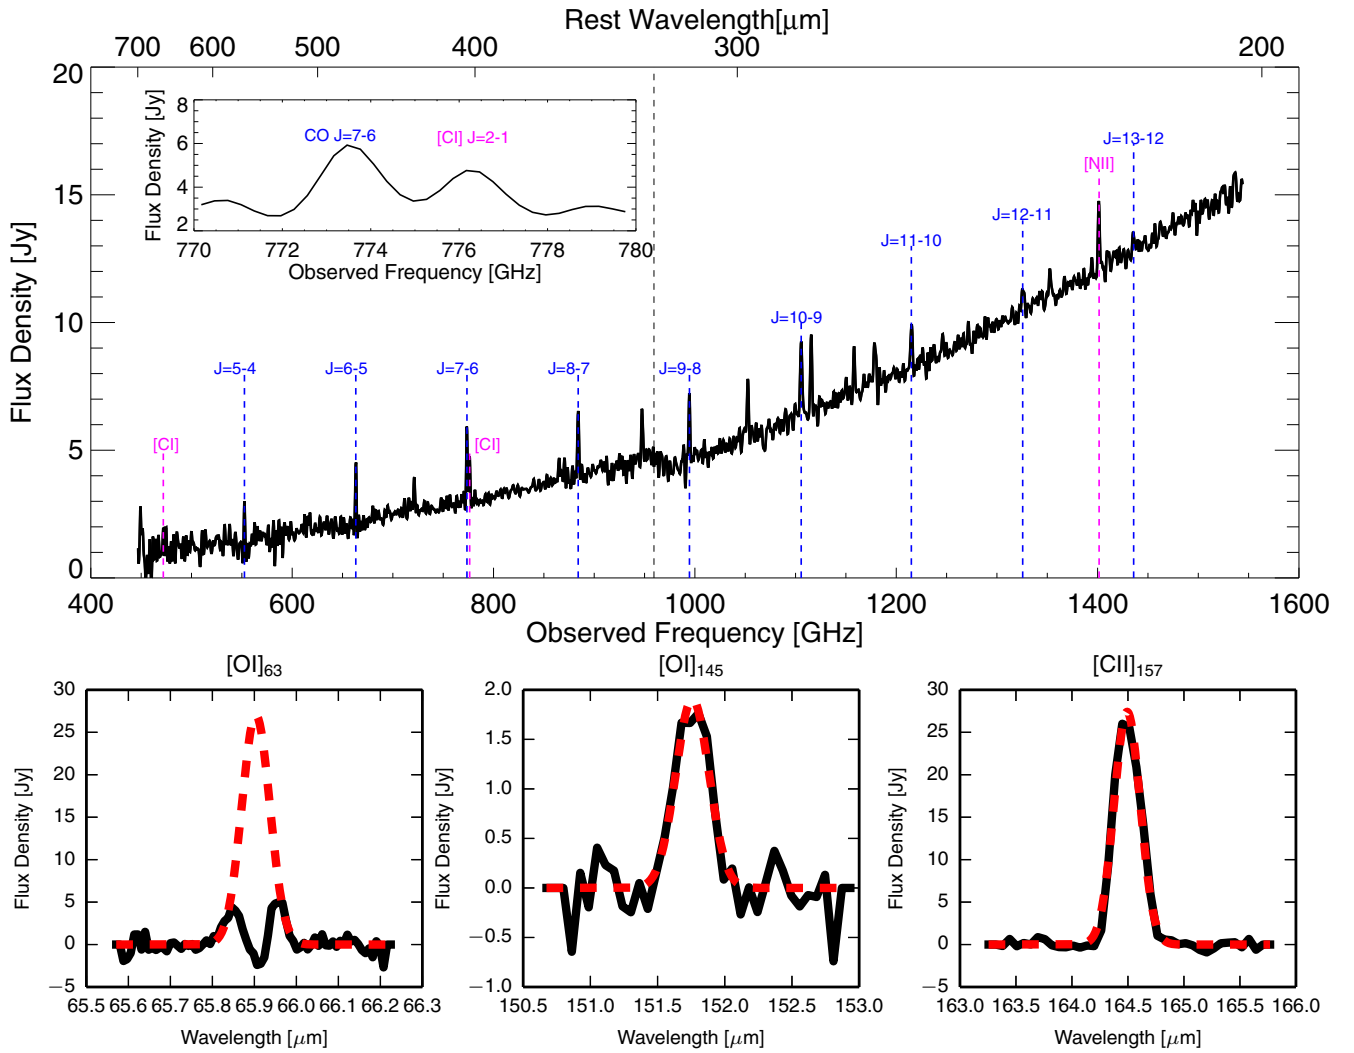 Rest Wavelength[μm]
700 600 500 400 300 200
20
15
10
5
0
Flux Density [Jy]
8
6
4
2
Flux Density [Jy]
CO J=7-6
[CI] J=2-1
770 772 774 776 778 780
Observed Frequency [GHz]
J=13-12
[NII]
J=12-11
J=11-10
J=10-9
J=5-4 J=6-5 J=7-6 J=8-7 J=9-8
[CI] [CI]
400 600 800 1000 1200 1400 1600
Observed Frequency [GHz]
[OI]63
30
25
20
15
10
5
0
−5
Flux Density [Jy]
65.5 65.6 65.7 65.8 65.9 66.0 66.1 66.2 66.3
Wavelength [μm]
[OI]145
2.0
1.5
1.0
0.5
0.0
−0.5
−1.0
Flux Density [Jy]
150.5 151.0 151.5 152.0 152.5 153.0
Wavelength [μm]
[CII]157
30
25
20
15
10
5
0
−5
Flux Density [Jy]
163.0 163.5 164.0 164.5 165.0 165.5 166.0
Wavelength [μm]